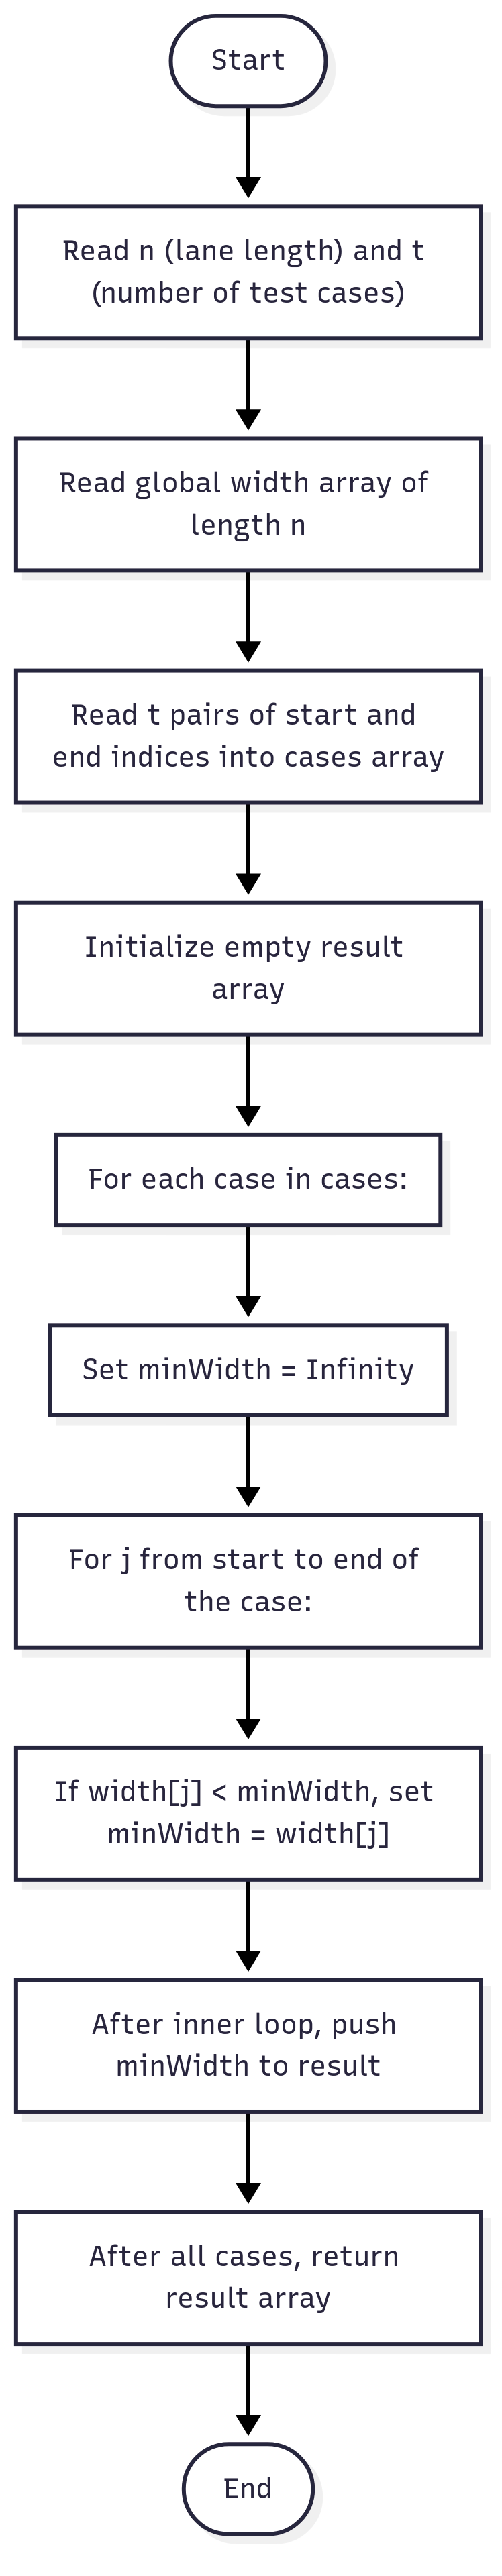 Start
Read n (lane length) and t
(number of test cases)
Read global width array of
length n
Read t pairs of start and
end indices into cases array
Initialize empty result
array
For each case in cases:
Set minWidth = Infinity
For j from start to end of
the case:
If width[j] < minWidth, set
minWidth = width[j]
After inner loop, push
minWidth to result
After all cases, return
result array
End